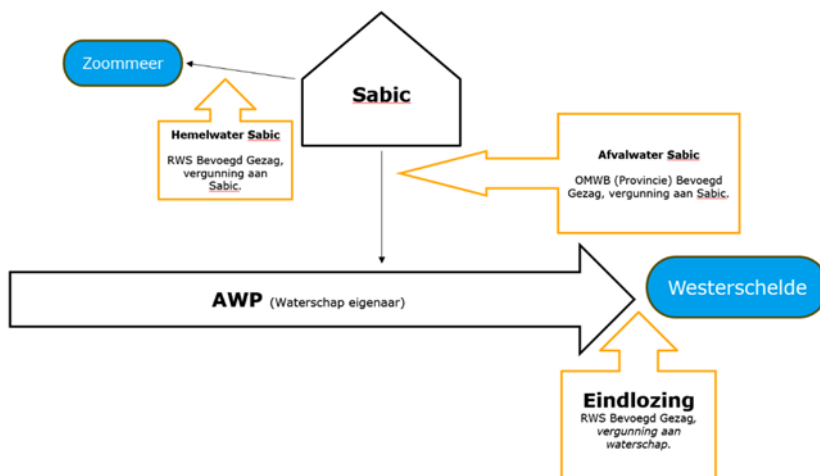 Zoommeer
Sabic
Hemelwater Sabic
RWS Bevoegd Gezag,
vergunning aan
Sabic.
Afvalwater Sabic
OMWB (Provincie) Bevoegd
Gezag, vergunning aan Sabic.
AWP (Waterschap eigenaar)
Westerschelde
Eindlozing
RWS Bevoegd Gezag,
vergunning aan
waterschap.